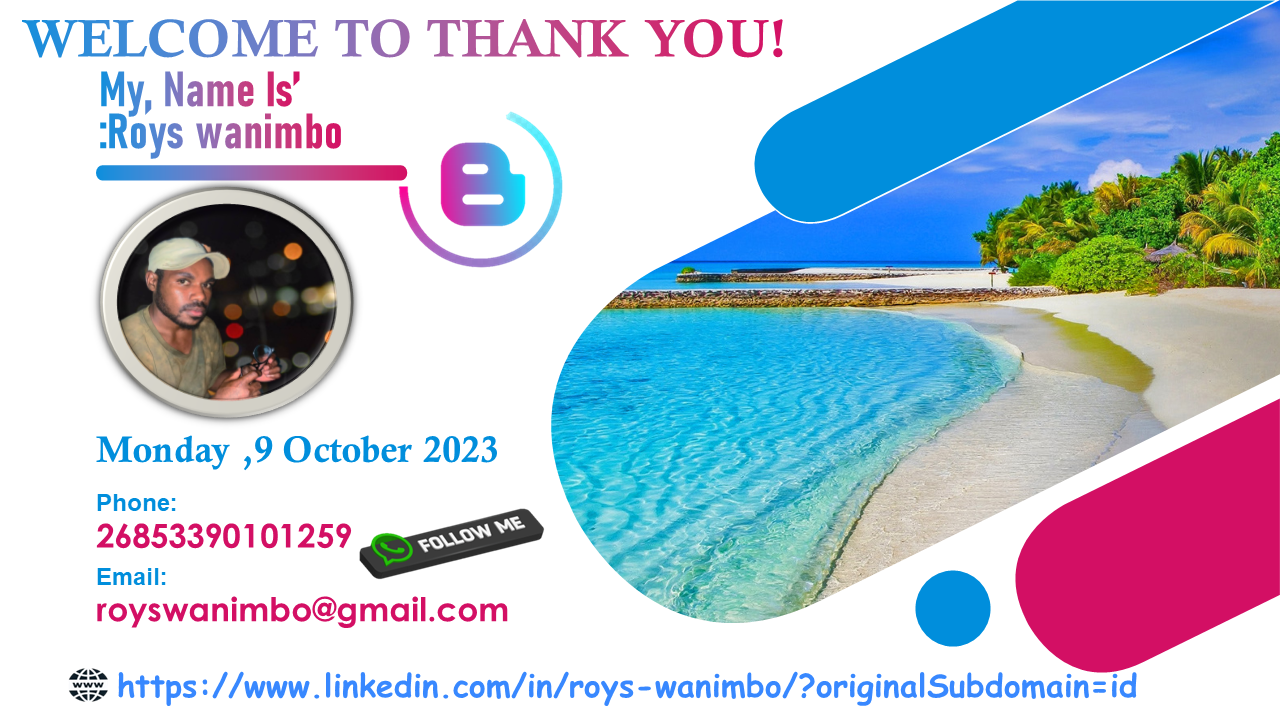 WELCOME TO THANK YOU!
My, Name Is’
:Roys wanimbo
Monday ,9 October 2023
Phone:
26853390101259
FOLLOW ME
Email:
royswanimbo@gmail.com
www
https://www.linkedin.com/in/roys-wanimbo/?originalSubdomain=id